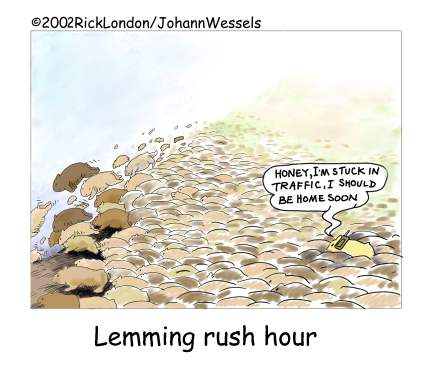 ©2002RickLondon/JohannWessels
HONEY, I'M STUCK IN
TRAFFIC, I SHOULD
BE HOME SOON
Lemming rush hour